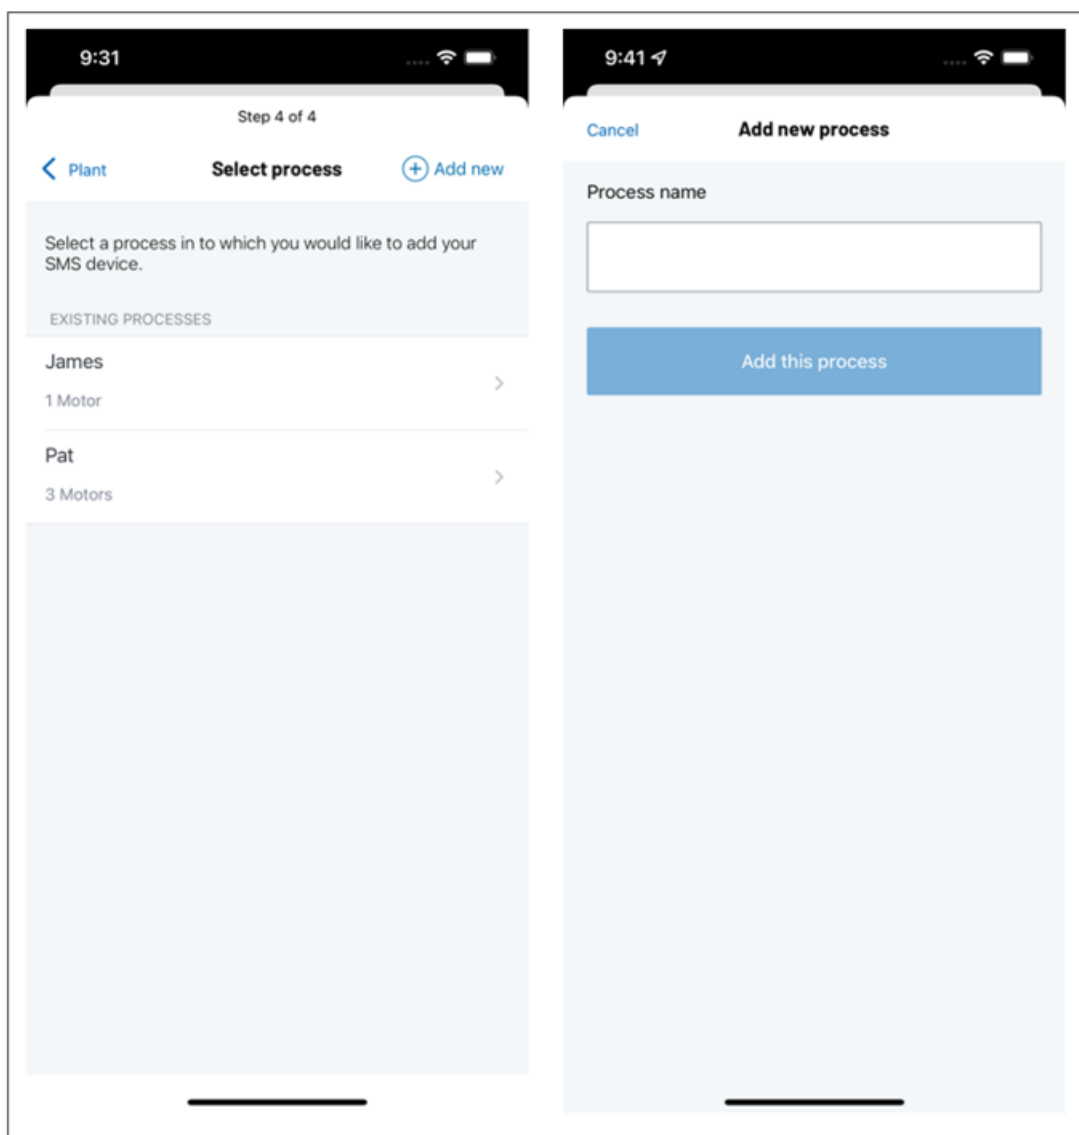 9:31
Step 4 of 4
Plant
Select process
Add new
Select a process in to which you would like to add your
SMS device.
EXISTING PROCESSES
James
1 Motor
Pat
3 Motors
9:41
Cancel
Add new process
Process name
Add this process